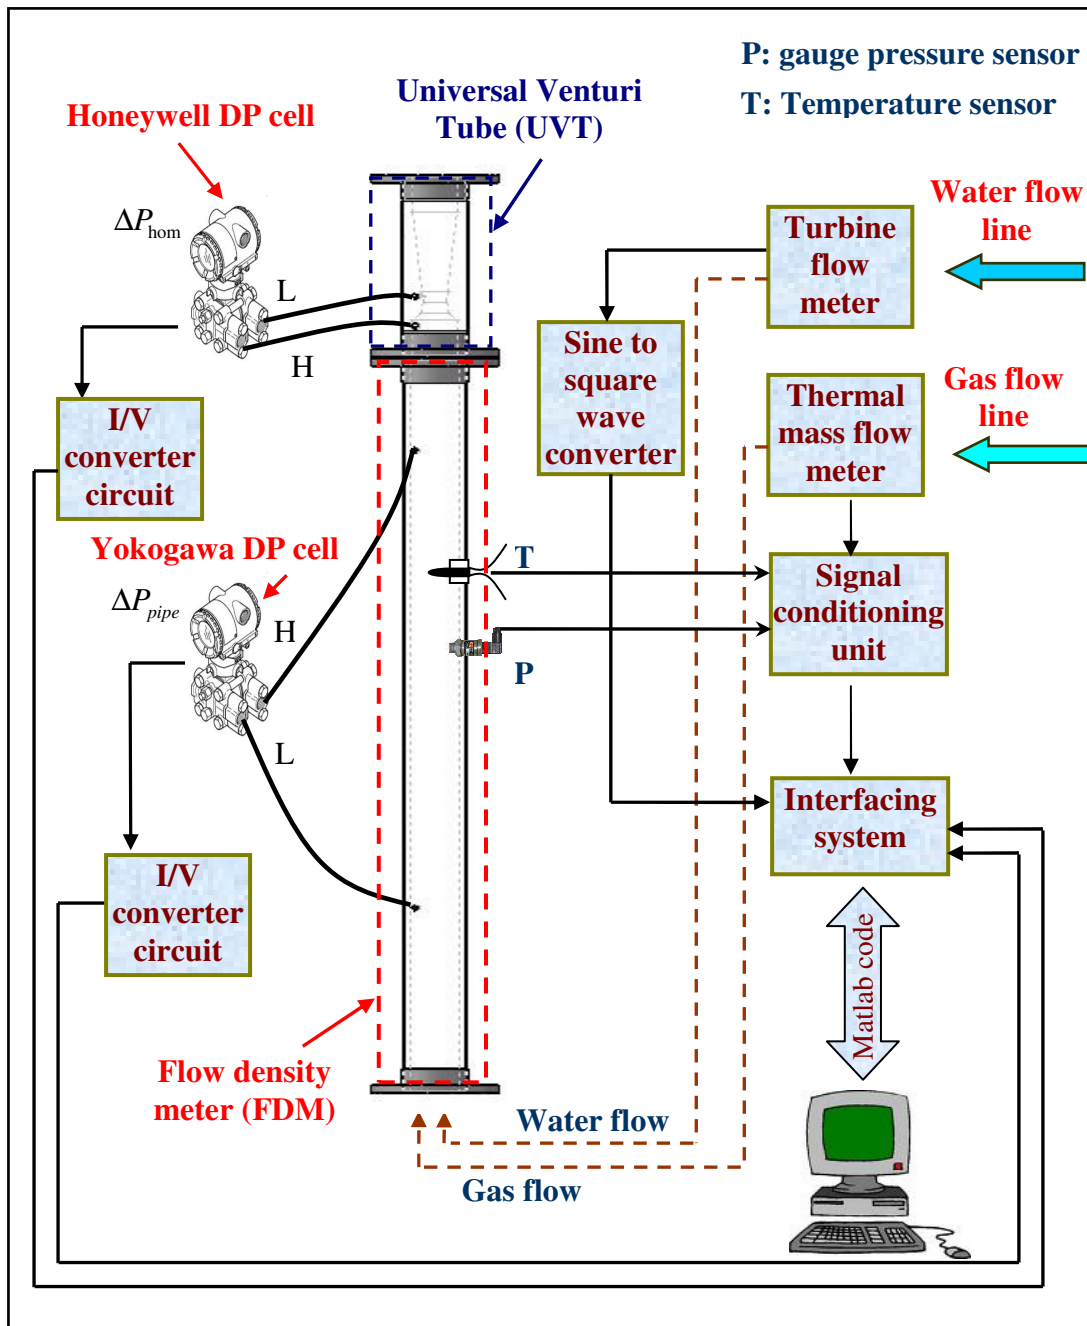 P: gauge pressure sensor
T: Temperature sensor
Universal Venturi
Tube (UVT)
Honeywell DP cell
ΔP_hom
L
H
Water flow
line
Turbine
flow
meter
Sine to
square
wave
converter
Gas flow
line
Thermal
mass flow
meter
I/V
converter
circuit
Yokogawa DP cell
ΔP_pipe
H
L
T
P
Signal
conditioning
unit
Interfacing
system
I/V
converter
circuit
Matlab code
Flow density
meter (FDM)
Water flow
Gas flow